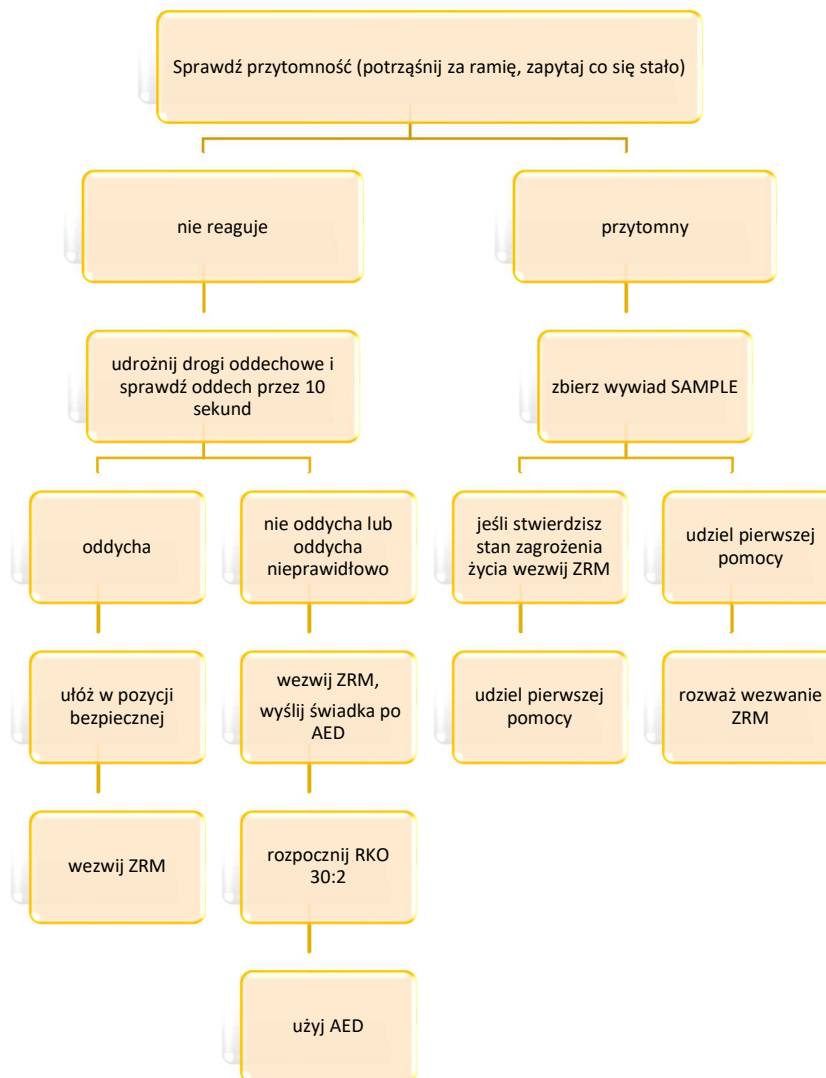 Sprawdź przytomność (potrząśnij za ramię, zapytaj co się stało)
nie reaguje
przytomny
udrożnij drogi oddechowe i
sprawdź oddech przez 10
sekund
zbierz wywiad SAMPLE
oddycha
nie oddycha lub
oddycha
nieprawidłowo
jeśli stwierdzisz
stan zagrożenia
życia wezwij ZRM
udziel pierwszej
pomocy
ułóż w pozycji
bezpiecznej
wezwij ZRM,
wyślij świadka po
AED
udziel pierwszej
pomocy
rozważ wezwanie
ZRM
wezwij ZRM
rozpocznij RKO
30:2
użyj AED